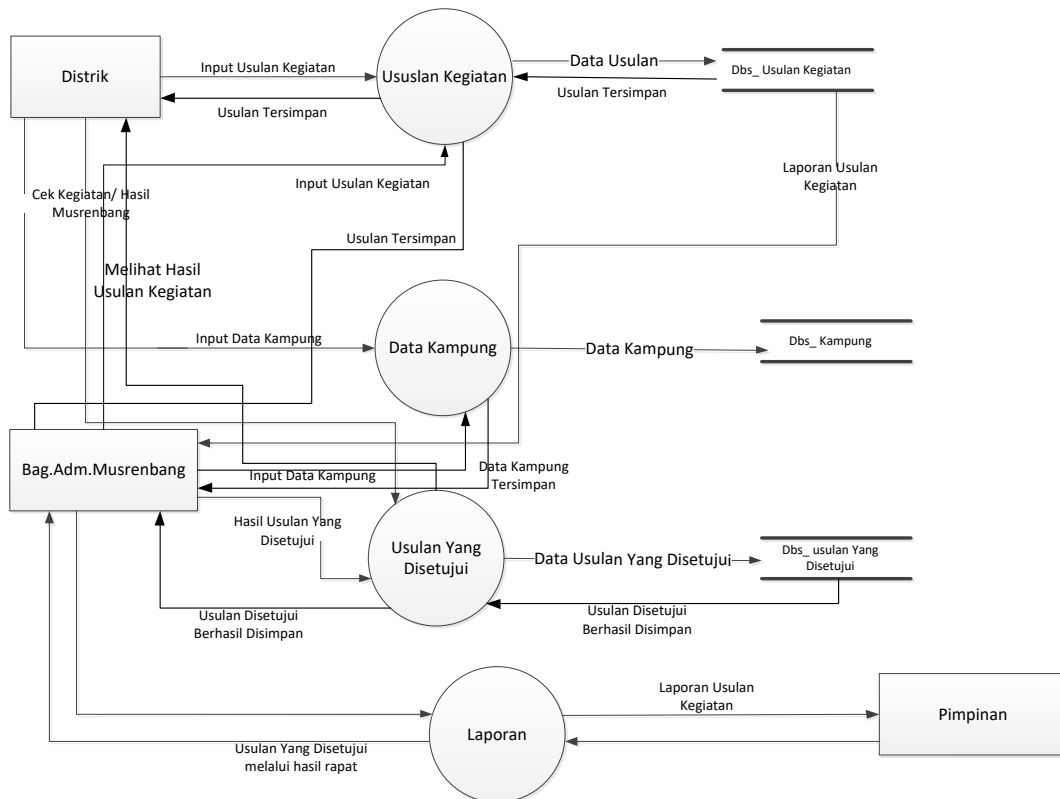 Distrik
Input Usulan Kegiatan
Usulan Tersimpan
Ususlan Kegiatan
Data Usulan
Usulan Tersimpan
Dbs_ Usulan Kegiatan
Laporan Usulan
Kegiatan
Input Usulan Kegiatan
Cek Kegiatan/ Hasil
Musrenbang
Usulan Tersimpan
Melihat Hasil
Usulan Kegiatan
Input Data Kampung
Data Kampung
Data Kampung
Dbs_ Kampung
Bag.Adm.Musrenbang
Input Data Kampung
Data Kampung
Tersimpan
Hasil Usulan Yang
Disetujui
Usulan Yang
Disetujui
Data Usulan Yang Disetujui
Dbs_ usulan Yang
Disetujui
Usulan Disetujui
Berhasil Disimpan
Usulan Disetujui
Berhasil Disimpan
Laporan
Laporan Usulan
Kegiatan
Pimpinan
Usulan Yang Disetujui
melalui hasil rapat